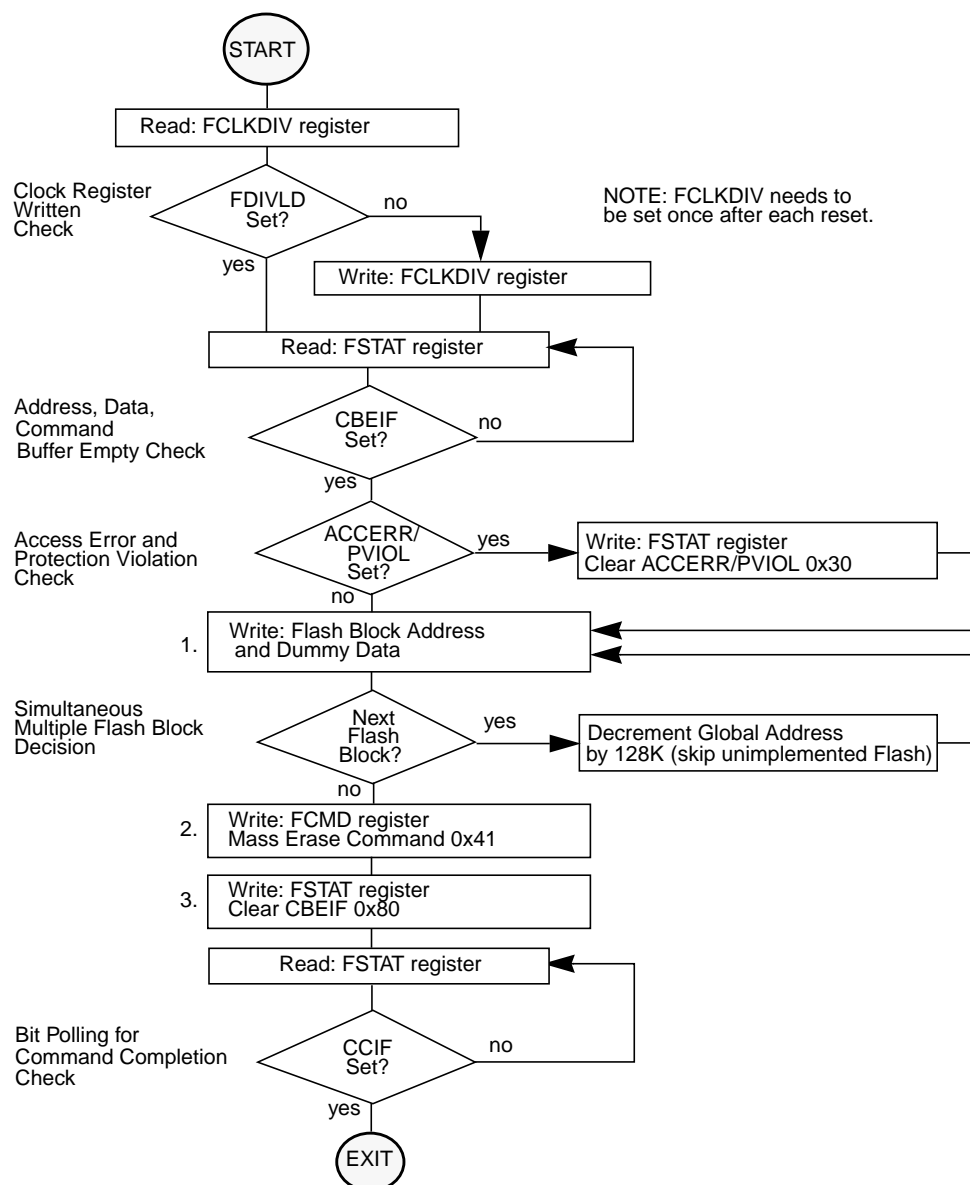 START
Read: FCLKDIV register
Clock Register
Written
Check
FDIVLD
Set?
no
yes
NOTE: FCLKDIV needs to
be set once after each reset.
Write: FCLKDIV register
Read: FSTAT register
Address, Data,
Command
Buffer Empty Check
CBEIF
Set?
no
yes
Access Error and
Protection Violation
Check
ACCERR/
PVIOL
Set?
yes
no
Write: FSTAT register
Clear ACCERR/PVIOL 0x30
1.
Write: Flash Block Address
and Dummy Data
Simultaneous
Multiple Flash Block
Decision
Next
Flash
Block?
yes
no
Decrement Global Address
by 128K (skip unimplemented Flash)
2.
Write: FCMD register
Mass Erase Command 0x41
3.
Write: FSTAT register
Clear CBEIF 0x80
Read: FSTAT register
Bit Polling for
Command Completion
Check
CCIF
Set?
no
yes
EXIT